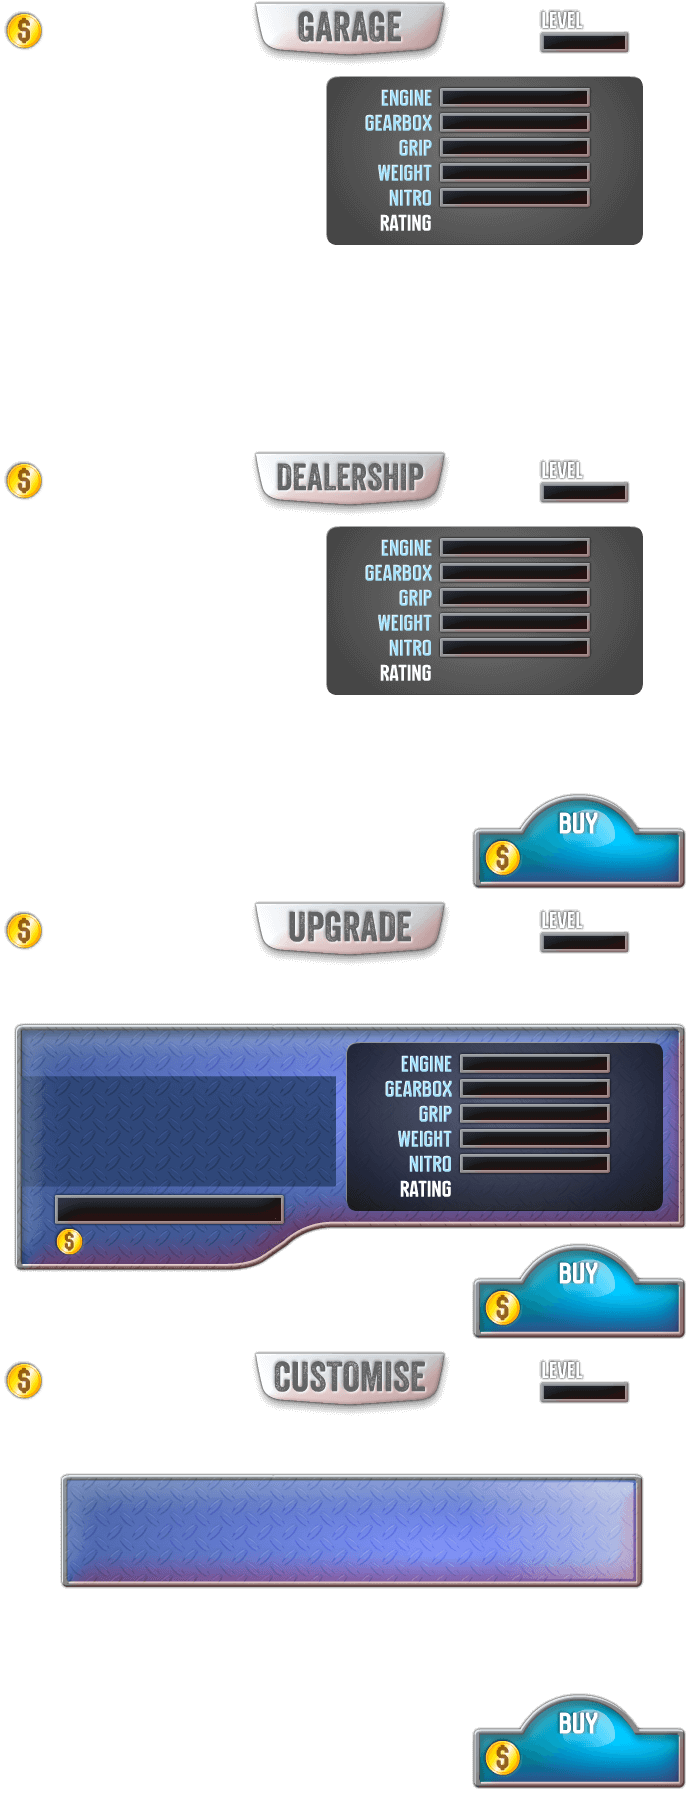 $ GARAGE LEVEL
ENGINE
GEARBOX
GRIP
WEIGHT
NITRO
RATING
$ DEALERSHIP LEVEL
ENGINE
GEARBOX
GRIP
WEIGHT
NITRO
RATING
BUY
$
$ UPGRADE LEVEL
ENGINE
GEARBOX
GRIP
WEIGHT
NITRO
RATING
$
BUY
$
$ CUSTOMISE LEVEL
BUY
$